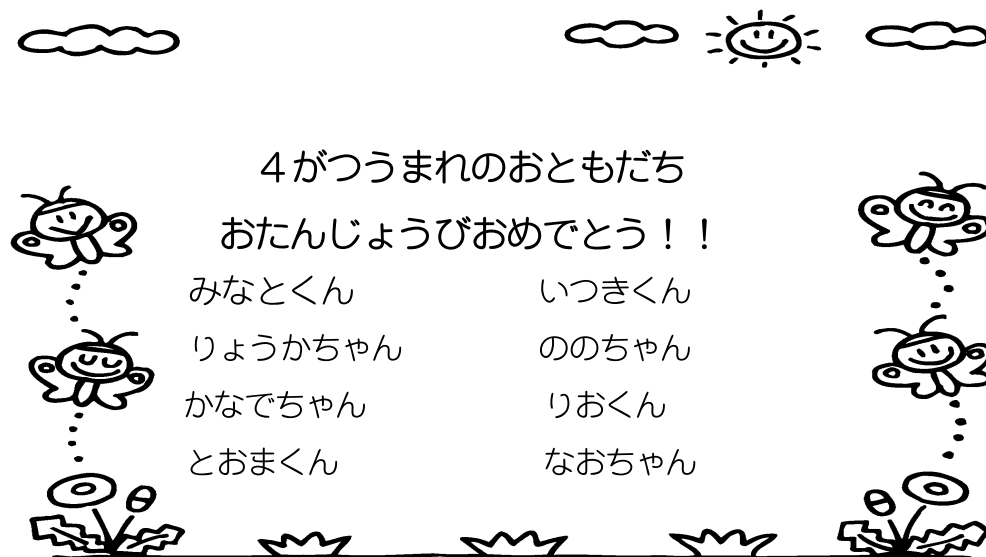 ４がつうまれのおともだち
おたんじょうびおめでとう！！
みなとくん
いつきくん
りょうかちゃん
ののちゃん
かなでちゃん
りおくん
とおまくん
なおちゃん